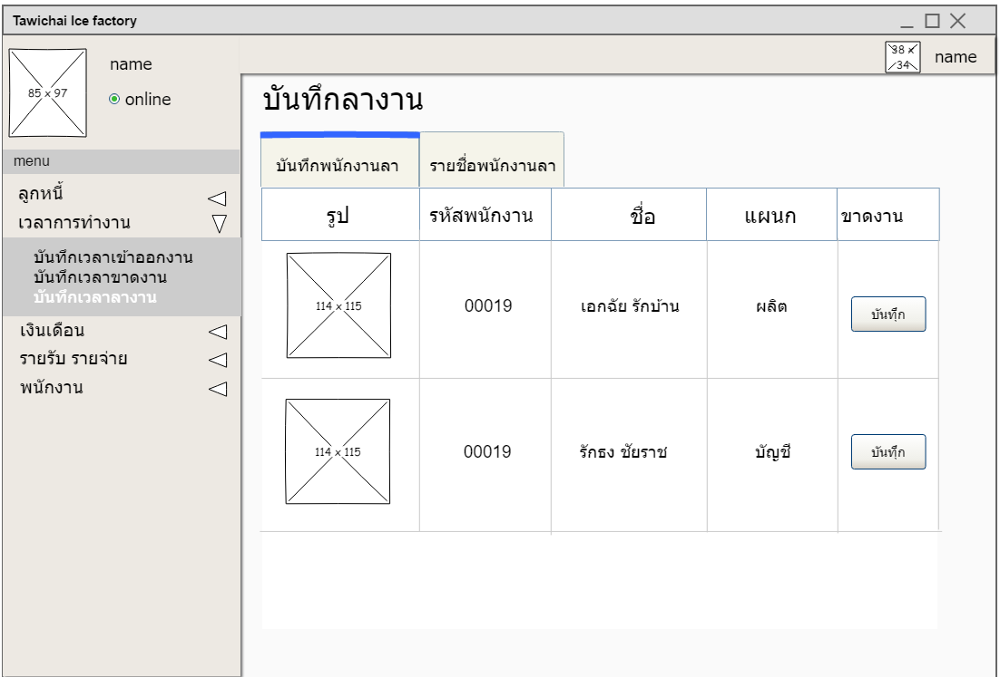 Tawichai Ice factory
85 x 97
name
online
38 x 34
name
menu
ลูกหนี้
เวลาการทำงาน
บันทึกเวลาเข้าออกงาน
บันทึกเวลาขาดงาน
บันทึกเวลาลางาน
เงินเดือน
รายรับ รายจ่าย
พนักงาน
บันทึกลางาน
บันทึกพนักงานลา รายชื่อพนักงานลา
รูป รหัสพนักงาน ชื่อ แผนก ขาดงาน
114 x 115 00019 เอกฉัย รักบ้าน ผลิต บันทึุก
114 x 115 00019 รักธง ชัยราช บัญชี บันทึุก